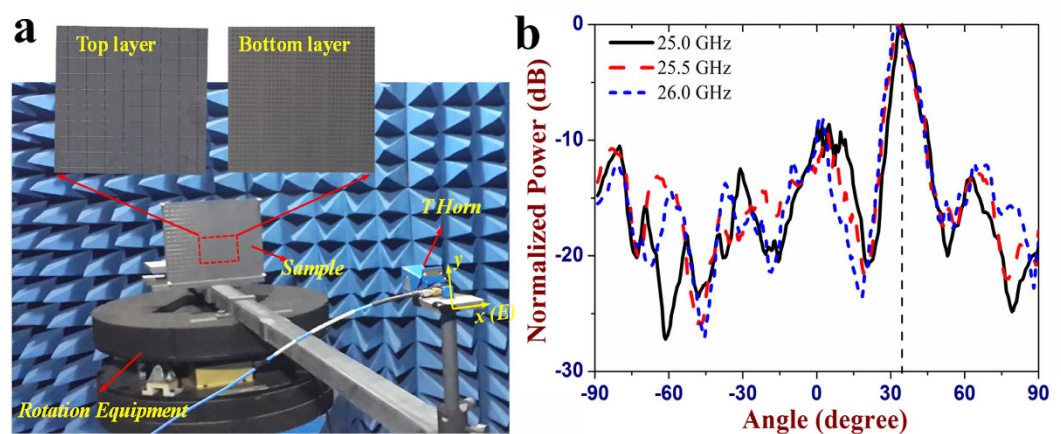 a
Top layer
Bottom layer
T Horn
y
Sample
x (E)
Rotation Equipment
b
25.0 GHz
25.5 GHz
26.0 GHz
0
-10
-20
-30
Normalized Power (dB)
-90 -60 -30 0 30 60 90
Angle (degree)